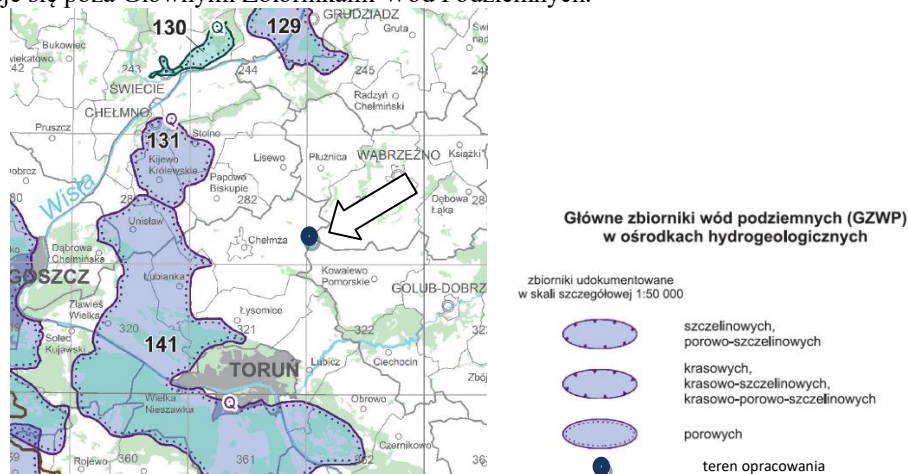 je się poza Głównymi Zbiornikami Wód Podziemnych.
130
Q
129
GRUDZIĄDZ
Gruta
Bukowiec
243
244
245
ŚWIECIE
Radzyń
Chełmiński
CHEŁMNO
Q
Pruszcz
Stolno
131
Kijewo
Królewskie
Lisewo
Płużnica
WĄBRZEŹNO
Książki
Papowo
Biskupie
282
Dębowa
Łąka
Wisła
Unisław
Chełmża
Dąbrowa
Chełmińska
GOSZCZ
Łubianka
Kowalewo
Pomorskie
GOLUB-DOBRZ
Zławieś
Wielka
Łysomice
320
321
322
Solec
Kujawski
141
TORUŃ
Lubicz
Ciechocin
Zbój
Wielka
Nieszawka
Q
Obrowo
Czernikowo
Rojewo
360
361
Główne zbiorniki wód podziemnych (GZWP)
w ośrodkach hydrogeologicznych
zbiorniki udokumentowane
w skali szczegółowej 1:50 000
szczelinowych,
porowo-szczelinowych
krasowych,
krasowo-szczelinowych,
krasowo-porowo-szczelinowych
porowych
teren opracowania